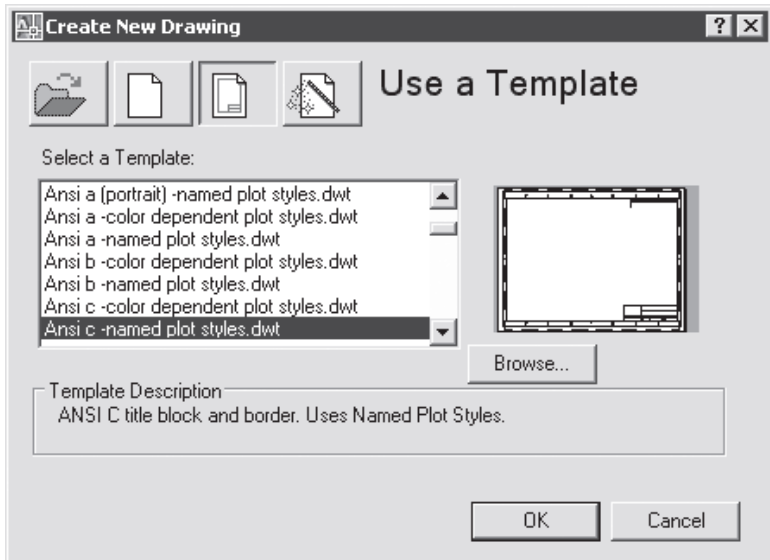 Create New Drawing
Use a Template
Select a Template:
Ansi a (portrait) -named plot styles.dwt
Ansi a -color dependent plot styles.dwt
Ansi a -named plot styles.dwt
Ansi b -color dependent plot styles.dwt
Ansi b -named plot styles.dwt
Ansi c -color dependent plot styles.dwt
Ansi c -named plot styles.dwt
Browse...
Template Description
ANSI C title block and border. Uses Named Plot Styles.
OK
Cancel